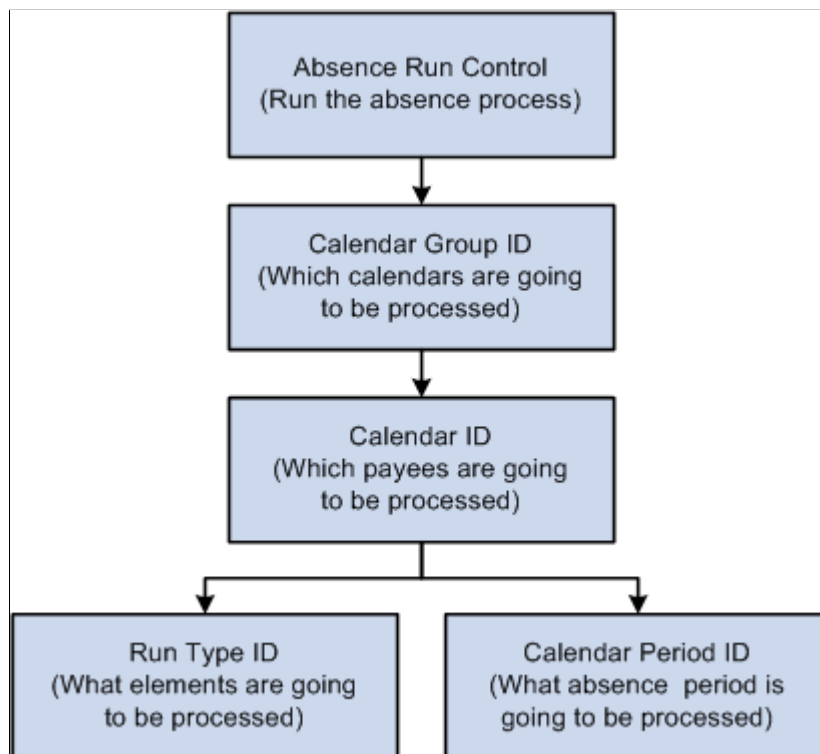 Absence Run Control
(Run the absence process)
Calendar Group ID
(Which calendars are going
to be processed)
Calendar ID
(Which payees are going
to be processed)
Run Type ID
(What elements are going
to be processed)
Calendar Period ID
(What absence period is
going to be processed)